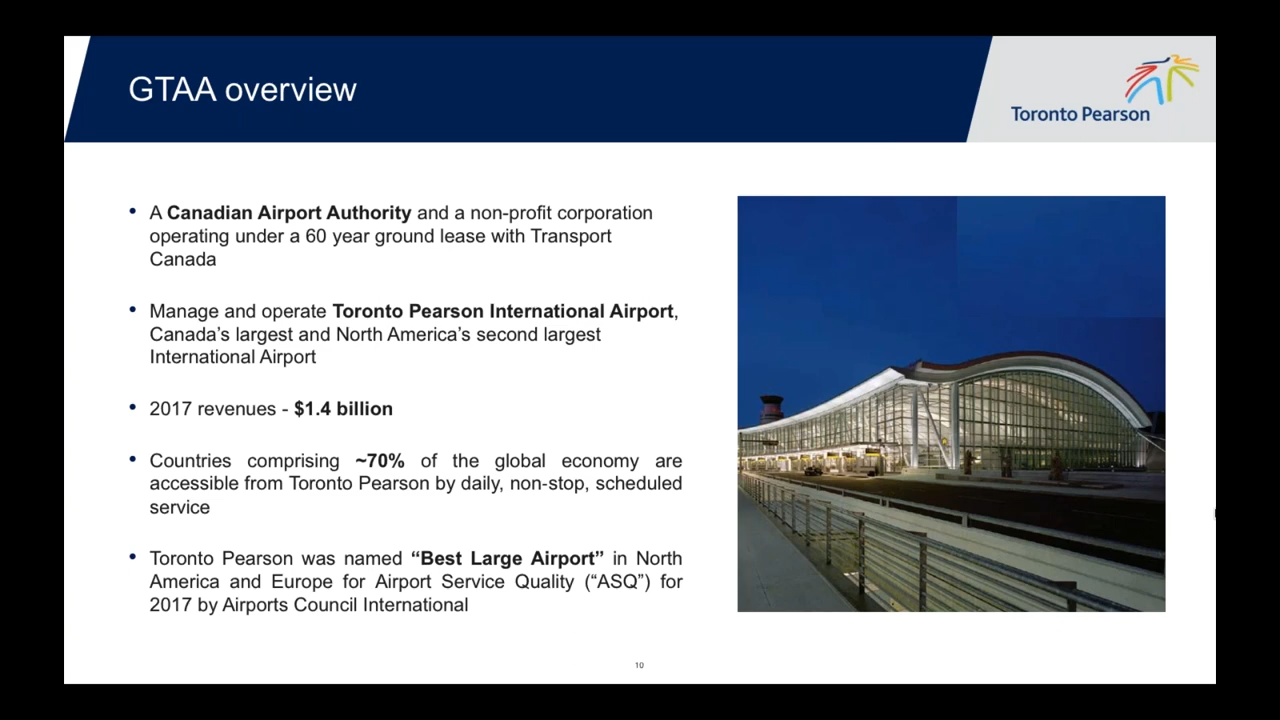 GTAA overview
Toronto Pearson
• A Canadian Airport Authority and a non-profit corporation
operating under a 60 year ground lease with Transport
Canada
• Manage and operate Toronto Pearson International Airport,
Canada’s largest and North America’s second largest
International Airport
• 2017 revenues - $1.4 billion
• Countries comprising ~70% of the global economy are
accessible from Toronto Pearson by daily, non-stop, scheduled
service
• Toronto Pearson was named “Best Large Airport” in North
America and Europe for Airport Service Quality (“ASQ”) for
2017 by Airports Council International
10